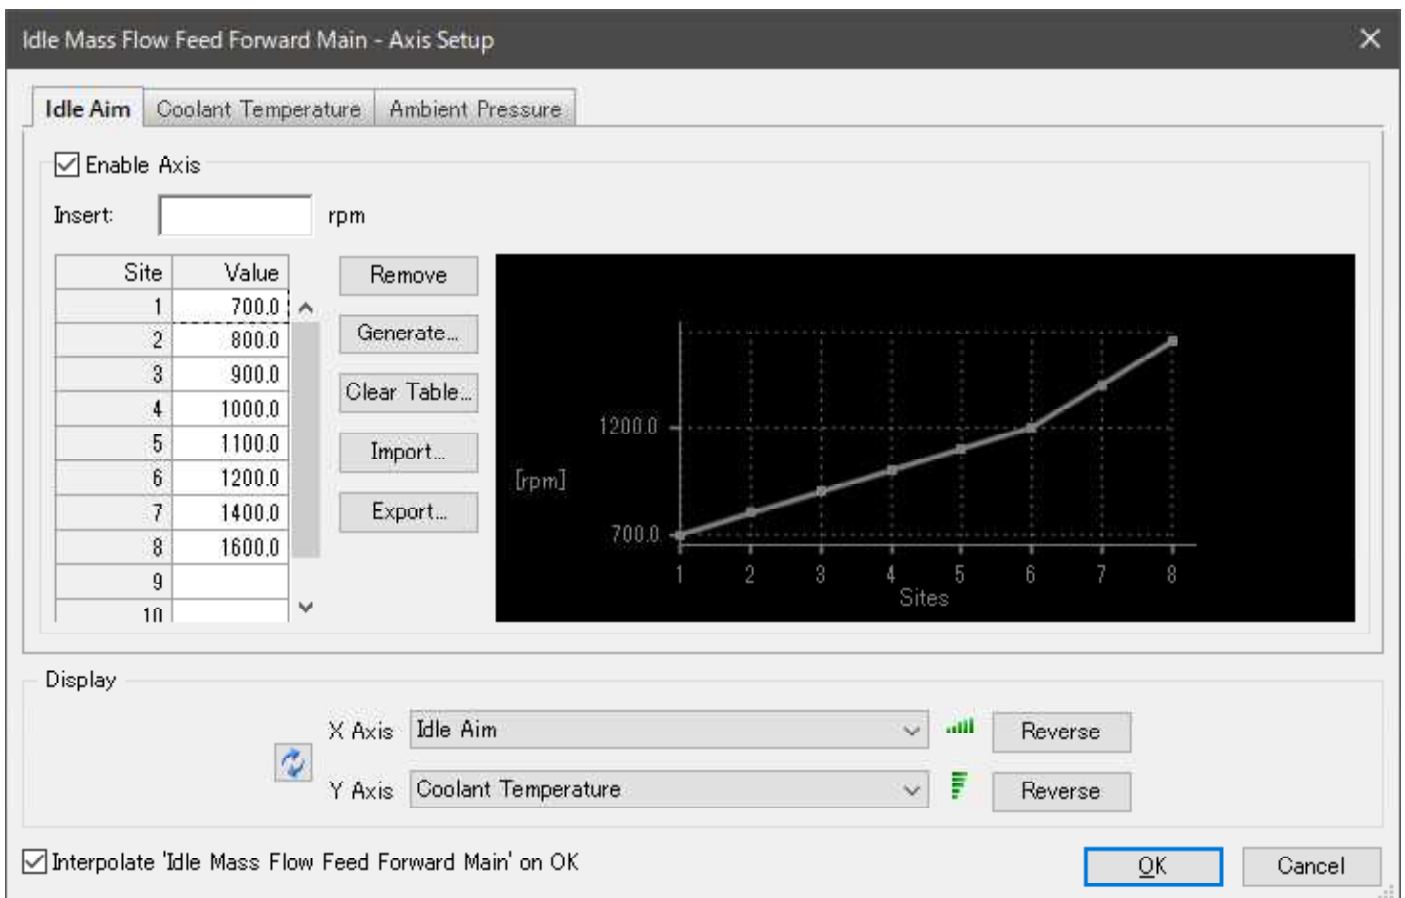 Idle Mass Flow Feed Forward Main - Axis Setup
Idle Aim Coolant Temperature Ambient Pressure
Enable Axis
Insert: rpm
Site Value
1 700.0
2 800.0
3 900.0
4 1000.0
5 1100.0
6 1200.0
7 1400.0
8 1600.0
9
10
Remove
Generate...
Clear Table...
Import...
Export...
1200.0
[rpm]
700.0
1 2 3 4 5 6 7 8
Sites
Display
X Axis Idle Aim Reverse
Y Axis Coolant Temperature Reverse
Interpolate 'Idle Mass Flow Feed Forward Main' on OK
OK Cancel